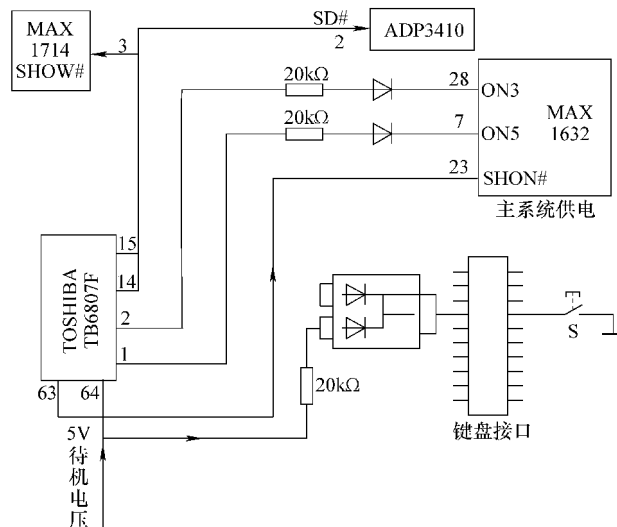 MAX
1714
SHOW#
3
SD#
2
ADP3410
20kΩ
28
ON3
20kΩ
7
ON5
MAX
1632
23
SHON#
主系统供电
TOSHIBA
TB6807F
15
14
2
1
63
64
20kΩ
S
键盘接口
5V
待机电压